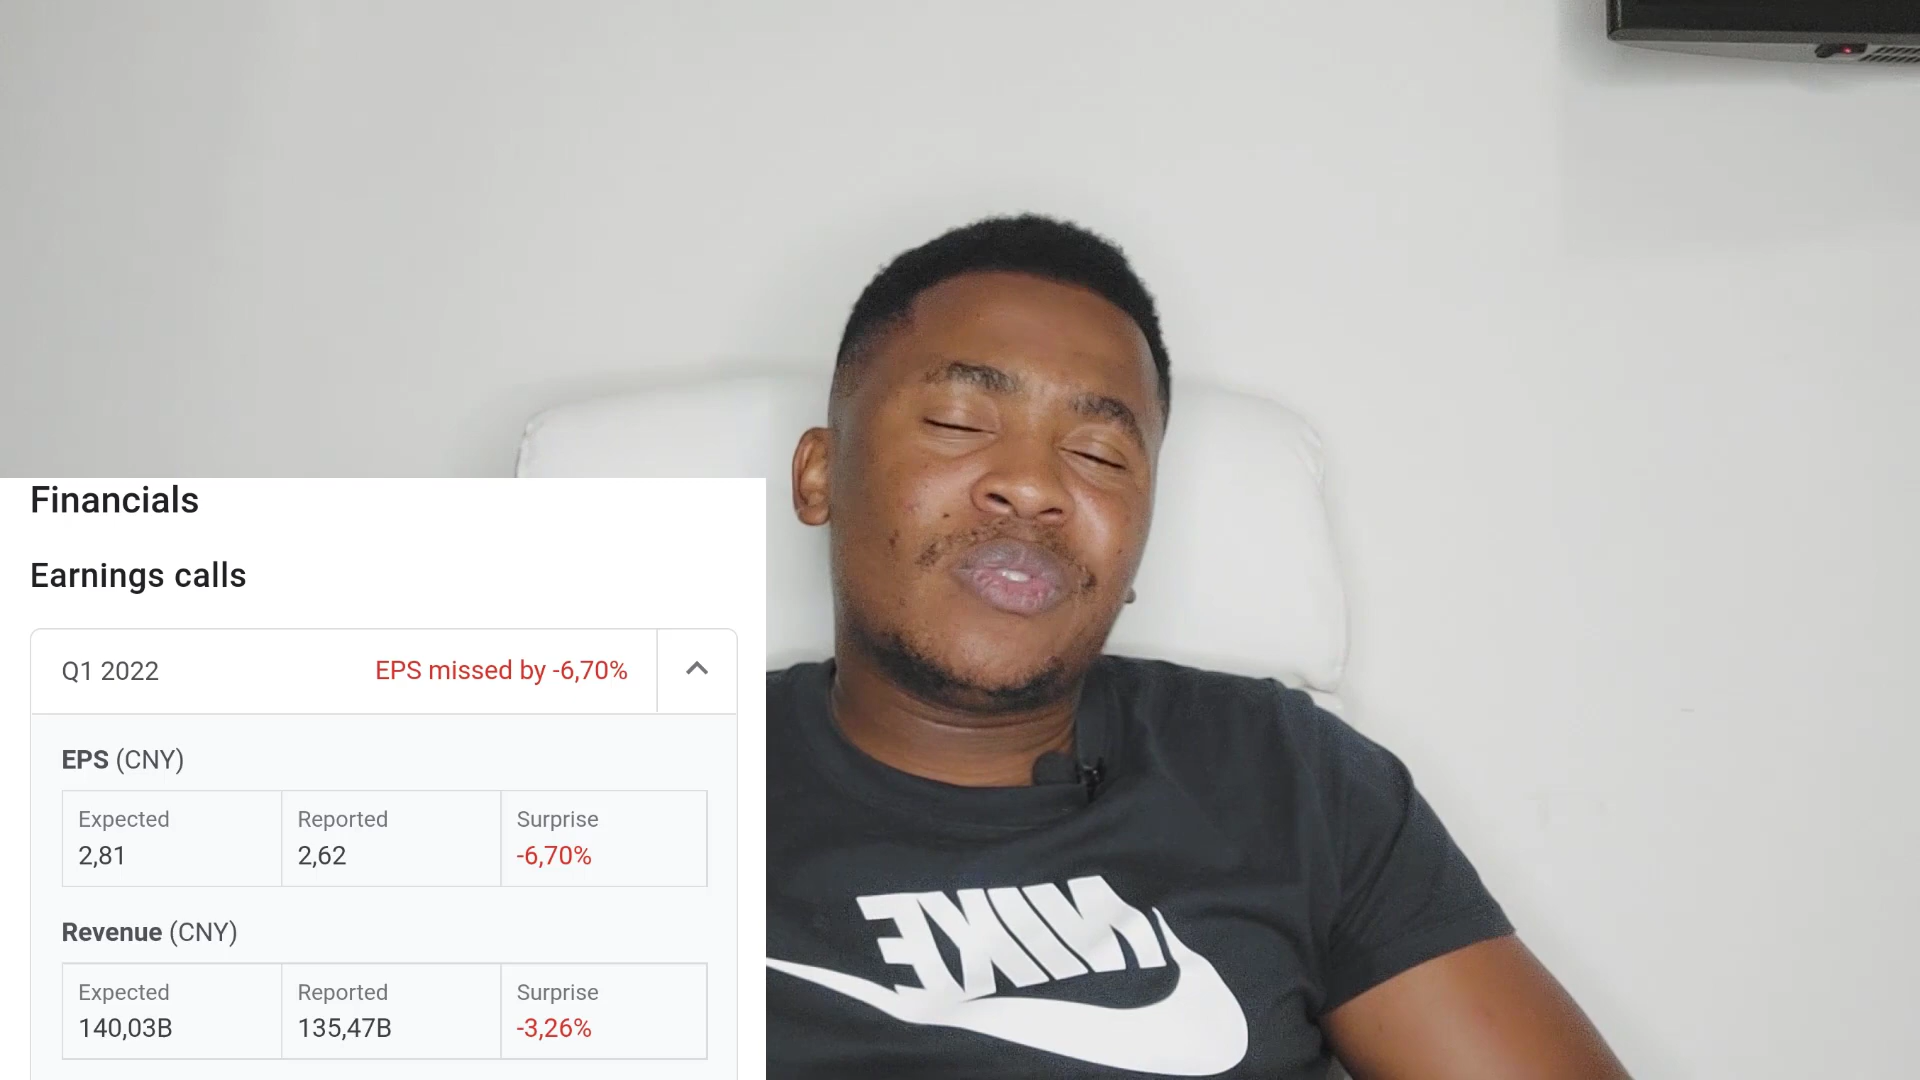 Financials
Earnings calls
Q1 2022 EPS missed by -6,70%
EPS (CNY)
Expected Reported Surprise
2,81 2,62 -6,70%
Revenue (CNY)
Expected Reported Surprise
140,03B 135,47B -3,26%
NIKE